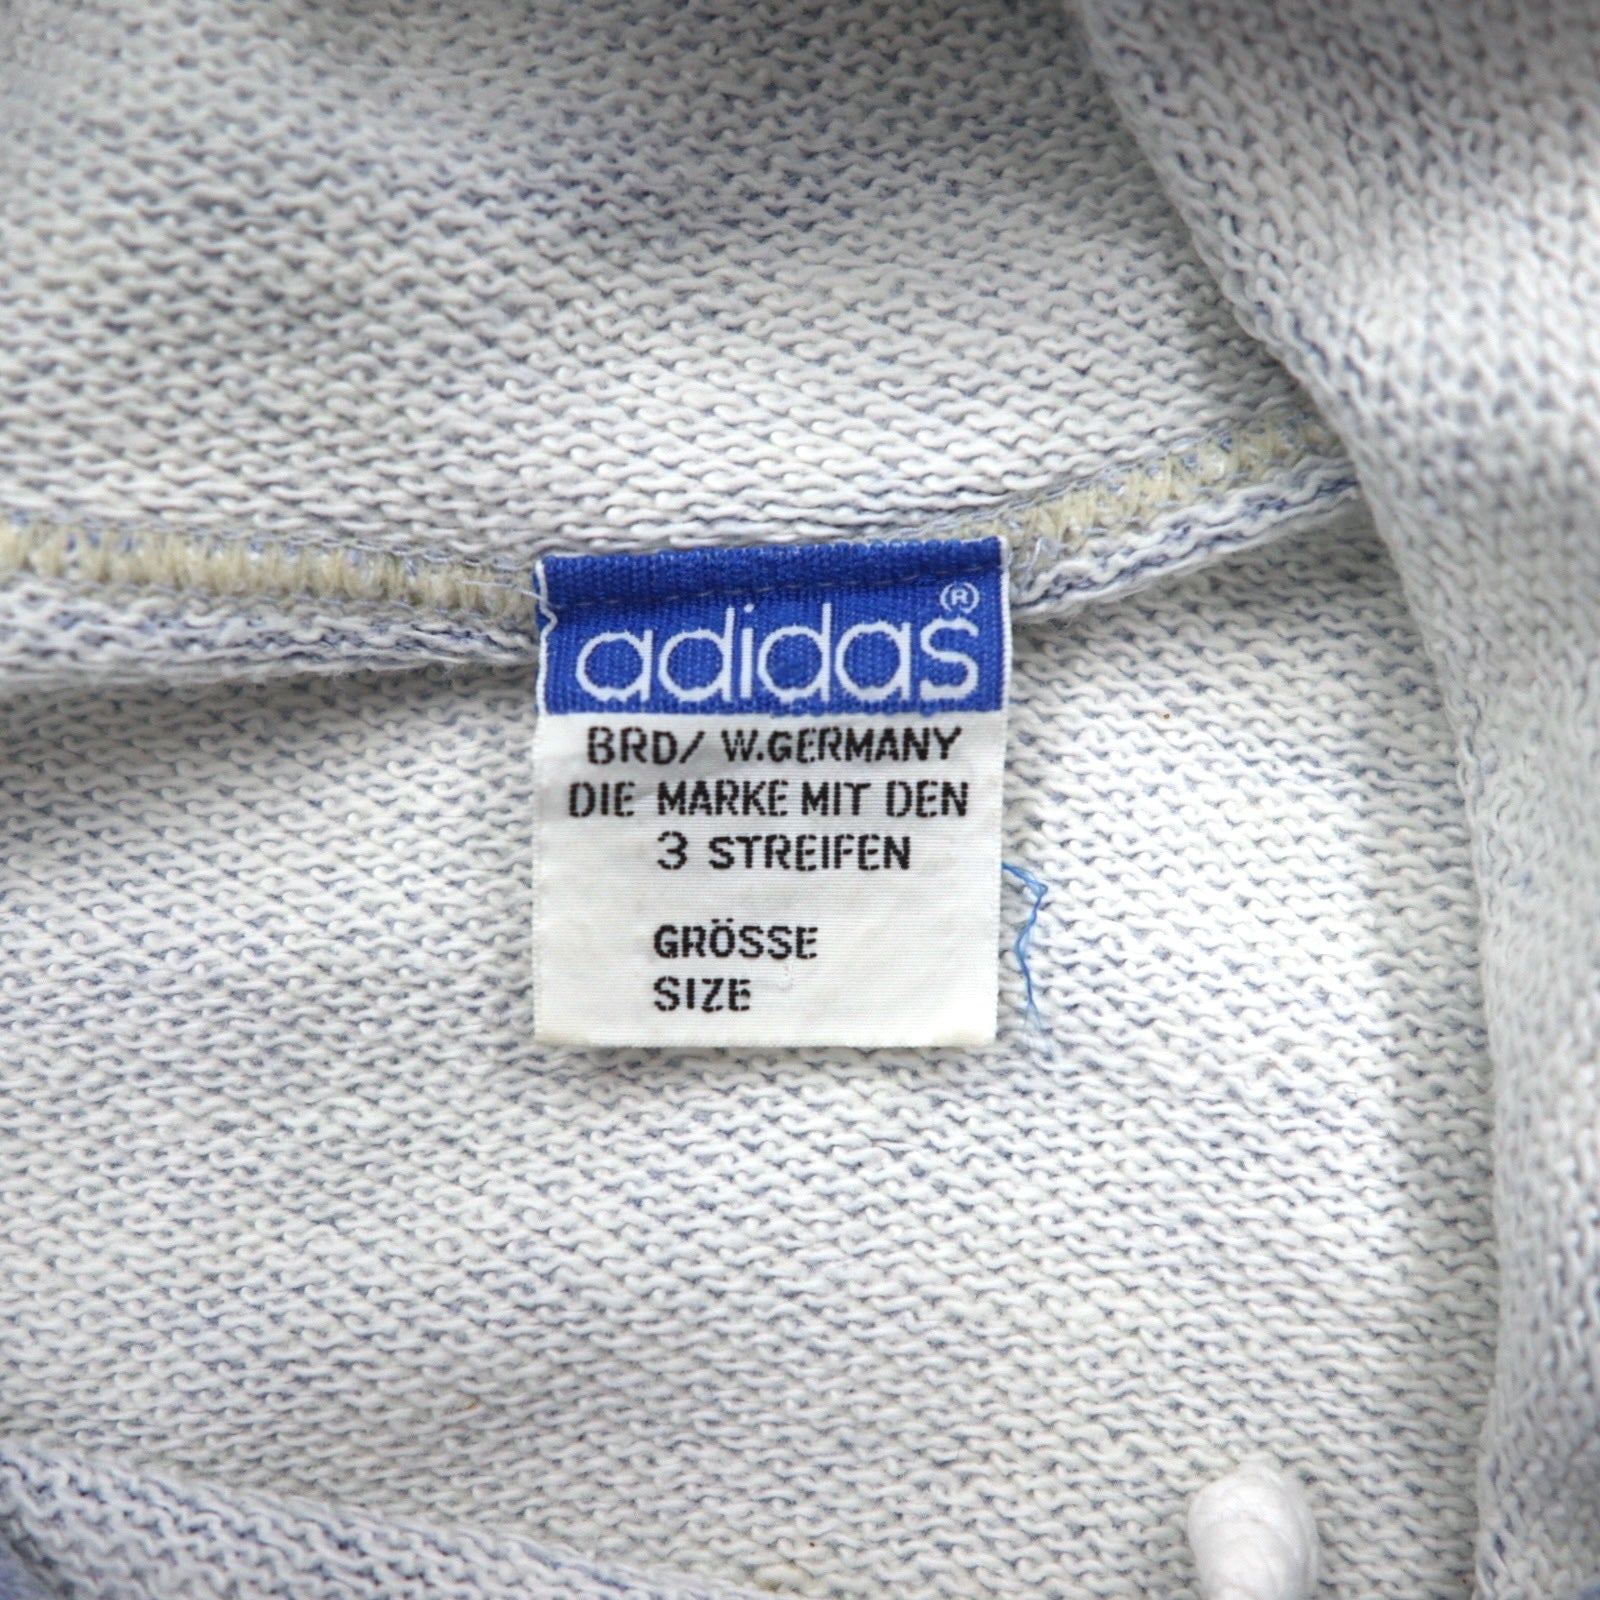 adidas®
BRD/ W.GERMANY
DIE MARKE MIT DEN
3 STREIFEN
GRÖSSE
SIZE